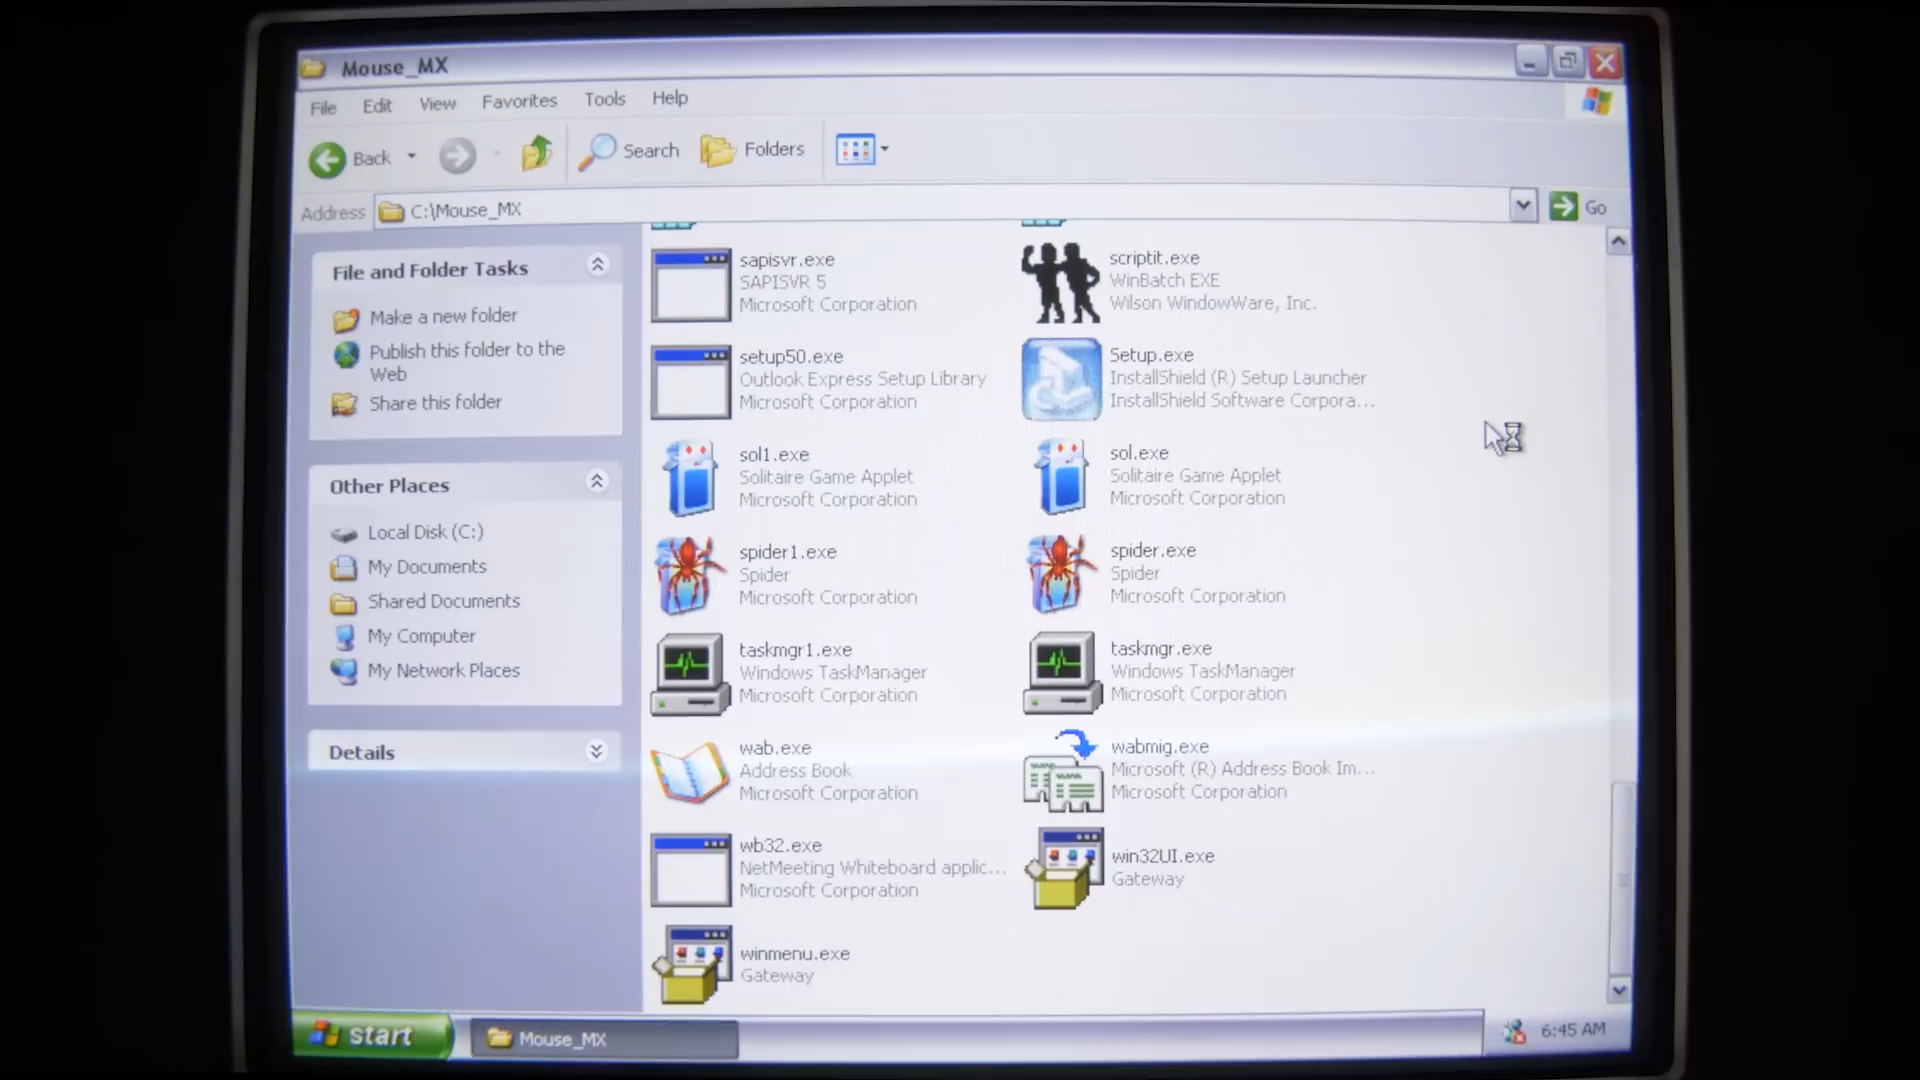 Mouse_MX
File Edit View Favorites Tools Help
Back Search Folders
Address C:\Mouse_MX Go
File and Folder Tasks
Make a new folder
Publish this folder to the
Web
Share this folder
Other Places
Local Disk (C:)
My Documents
Shared Documents
My Computer
My Network Places
Details
sapisvr.exe
SAPISVR 5
Microsoft Corporation
scriptit.exe
WinBatch EXE
Wilson WindowWare, Inc.
setup50.exe
Outlook Express Setup Library
Microsoft Corporation
Setup.exe
InstallShield (R) Setup Launcher
InstallShield Software Corpora...
sol1.exe
Solitaire Game Applet
Microsoft Corporation
sol.exe
Solitaire Game Applet
Microsoft Corporation
spider1.exe
Spider
Microsoft Corporation
spider.exe
Spider
Microsoft Corporation
taskmgr1.exe
Windows TaskManager
Microsoft Corporation
taskmgr.exe
Windows TaskManager
Microsoft Corporation
wab.exe
Address Book
Microsoft Corporation
wabmig.exe
Microsoft (R) Address Book Im...
Microsoft Corporation
wb32.exe
NetMeeting Whiteboard applic...
Microsoft Corporation
win32UI.exe
Gateway
winmenu.exe
Gateway
start Mouse_MX 6:45 AM